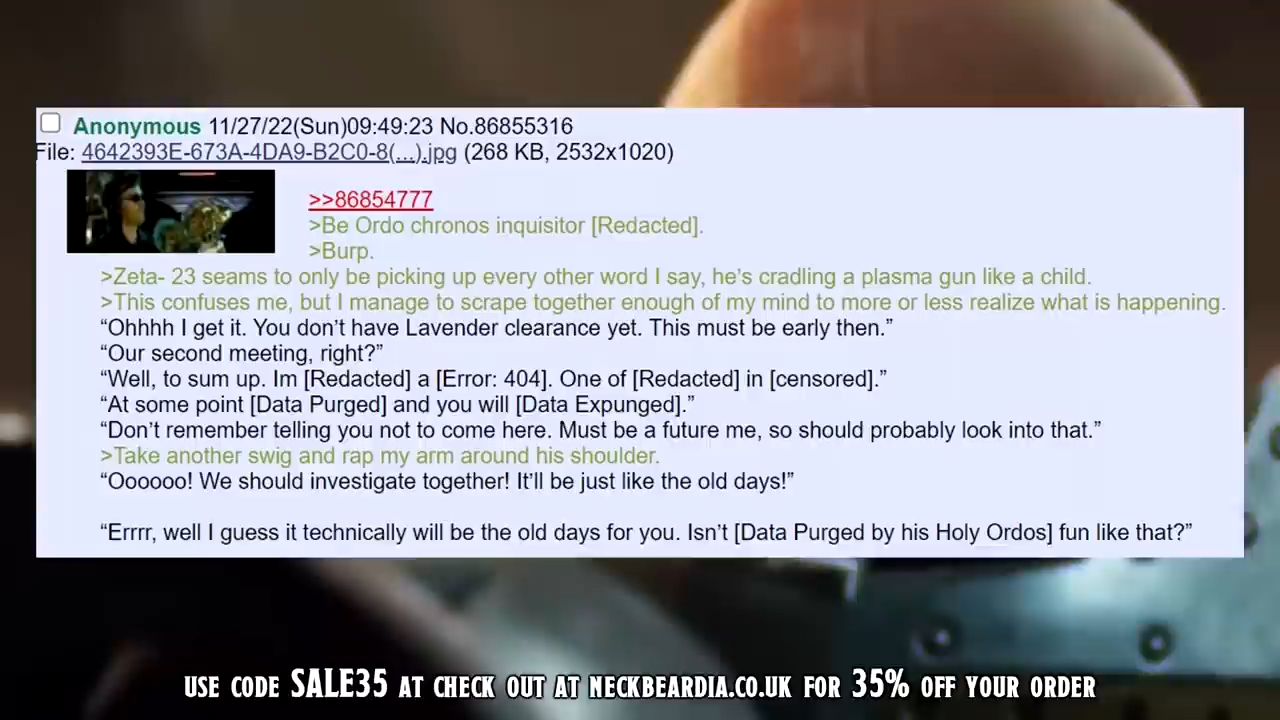 Anonymous 11/27/22(Sun)09:49:23 No.86855316
File: 4642393E-673A-4DA9-B2C0-8(...).jpg (268 KB, 2532x1020)
>>86854777
>Be Ordo chronos inquisitor [Redacted].
>Burp.
>Zeta- 23 seams to only be picking up every other word I say, he’s cradling a plasma gun like a child.
>This confuses me, but I manage to scrape together enough of my mind to more or less realize what is happening.
“Ohhhh I get it. You don’t have Lavender clearance yet. This must be early then.”
“Our second meeting, right?”
“Well, to sum up. Im [Redacted] a [Error: 404]. One of [Redacted] in [censored].”
“At some point [Data Purged] and you will [Data Expunged].”
“Don’t remember telling you not to come here. Must be a future me, so should probably look into that.”
>Take another swig and rap my arm around his shoulder.
“Oooooo! We should investigate together! It’ll be just like the old days!”
“Errrr, well I guess it technically will be the old days for you. Isn’t [Data Purged by his Holy Ordos] fun like that?”
USE CODE SALE35 AT CHECK OUT AT NECKBEARDIA.CO.UK FOR 35% OFF YOUR ORDER